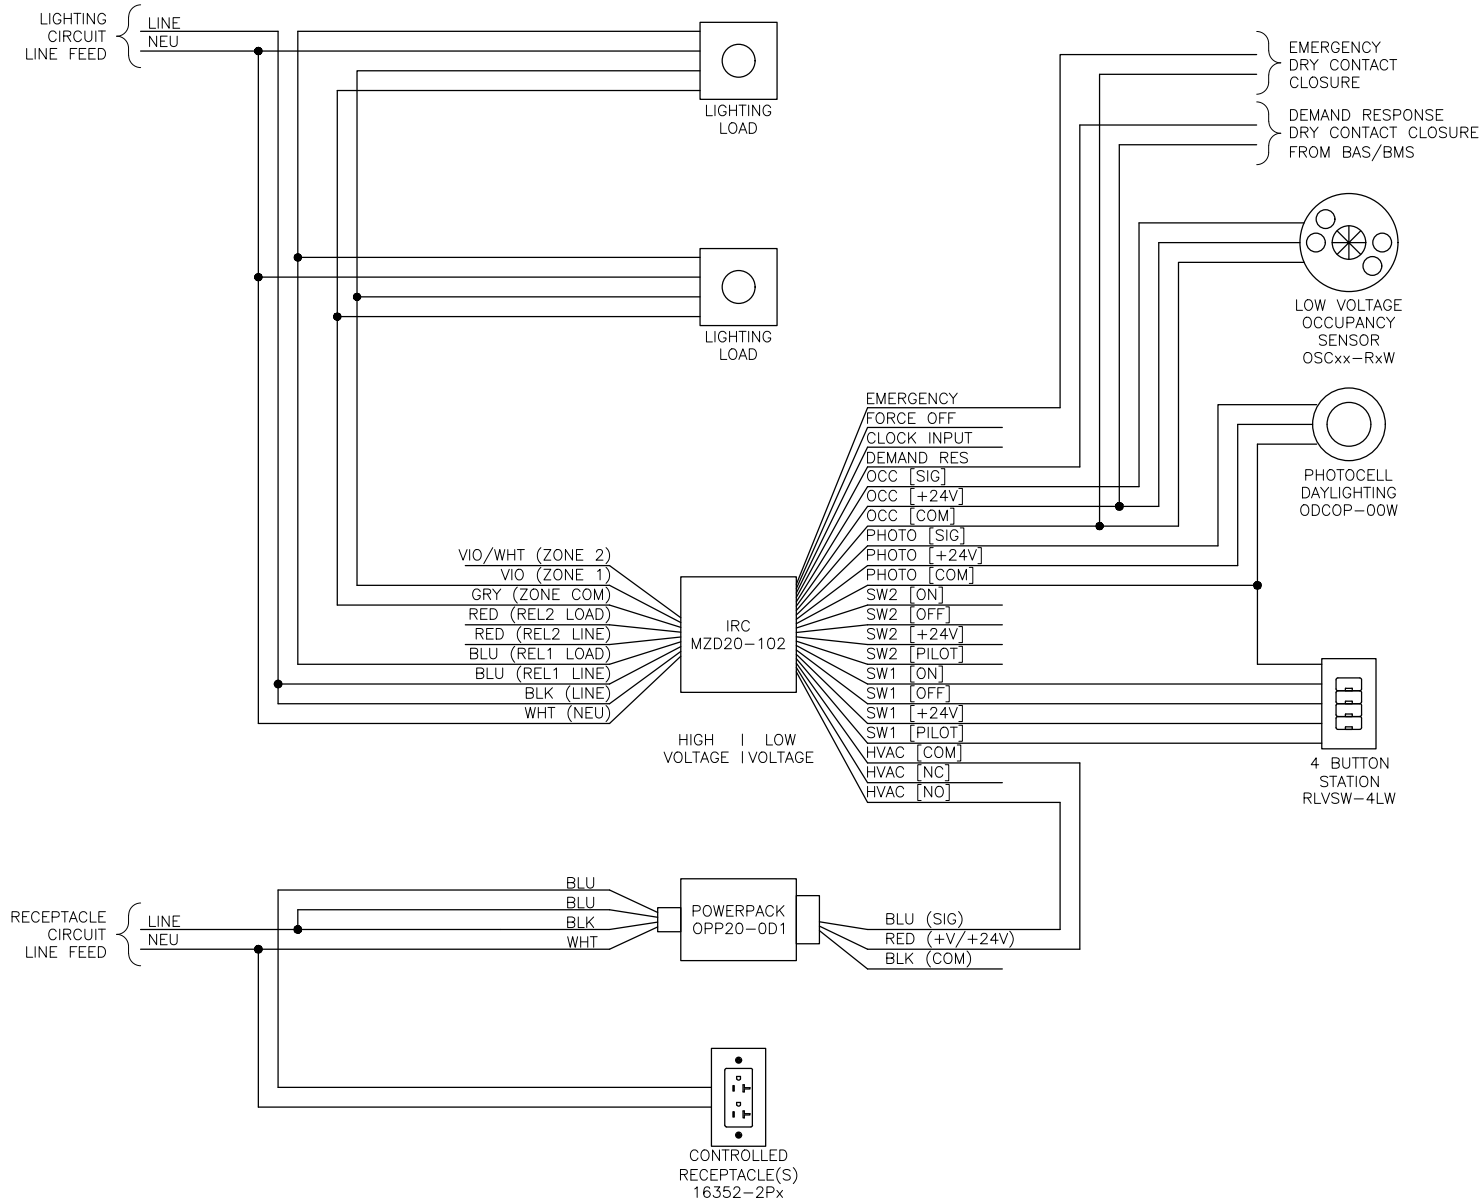 LIGHTING
CIRCUIT
LINE FEED
LINE
NEU
LIGHTING
LOAD
EMERGENCY
DRY CONTACT
CLOSURE
DEMAND RESPONSE
DRY CONTACT CLOSURE
FROM BAS/BMS
LOW VOLTAGE
OCCUPANCY
SENSOR
OSCxx-RxW
LIGHTING
LOAD
PHOTOCELL
DAYLIGHTING
ODCOP-00W
EMERGENCY
FORCE OFF
CLOCK INPUT
DEMAND RES
OCC [SIG]
OCC [+24V]
OCC [COM]
PHOTO [SIG]
PHOTO [+24V]
PHOTO [COM]
SW2 [ON]
SW2 [OFF]
SW2 [+24V]
SW2 [PILOT]
SW1 [ON]
SW1 [OFF]
SW1 [+24V]
SW1 [PILOT]
HVAC [COM]
HVAC [NC]
HVAC [NO]
VIO/WHT (ZONE 2)
VIO (ZONE 1)
GRY (ZONE COM)
RED (REL2 LOAD)
RED (REL2 LINE)
BLU (REL1 LOAD)
BLU (REL1 LINE)
BLK (LINE)
WHT (NEU)
IRC
MZD20-102
HIGH | LOW
VOLTAGE | VOLTAGE
4 BUTTON
STATION
RLVSW-4LW
RECEPTACLE
CIRCUIT
LINE FEED
LINE
NEU
BLU
BLU
BLK
WHT
POWERPACK
OPP20-0D1
BLU (SIG)
RED (+V/+24V)
BLK (COM)
CONTROLLED
RECEPTACLE(S)
16352-2Px